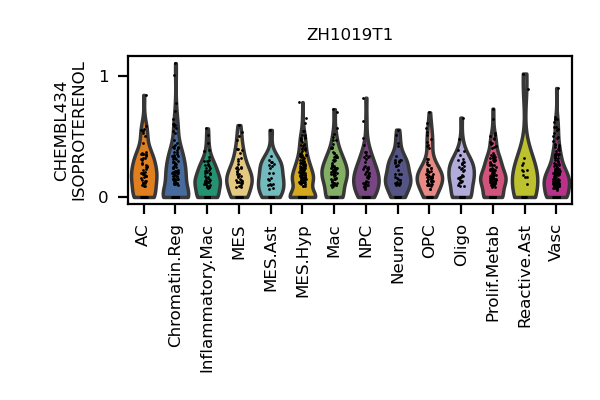 ZH1019T1
CHEMBL434
ISOPROTERENOL
1
0
AC
Chromatin.Reg
Inflammatory.Mac
MES
MES.Ast
MES.Hyp
Mac
NPC
Neuron
OPC
Oligo
Prolif.Metab
Reactive.Ast
Vasc